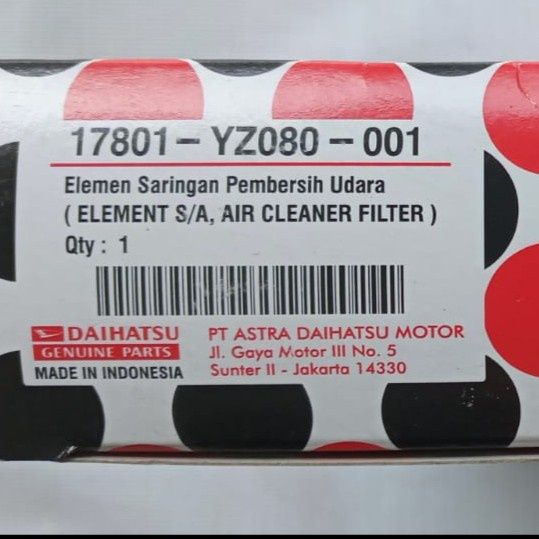 17801-YZ080-001
Elemen Saringan Pembersih Udara
( ELEMENT S/A, AIR CLEANER FILTER )
Qty : 1
DAIHATSU
GENUINE PARTS
MADE IN INDONESIA
PT ASTRA DAIHATSU MOTOR
Jl. Gaya Motor III No. 5
Sunter II - Jakarta 14330